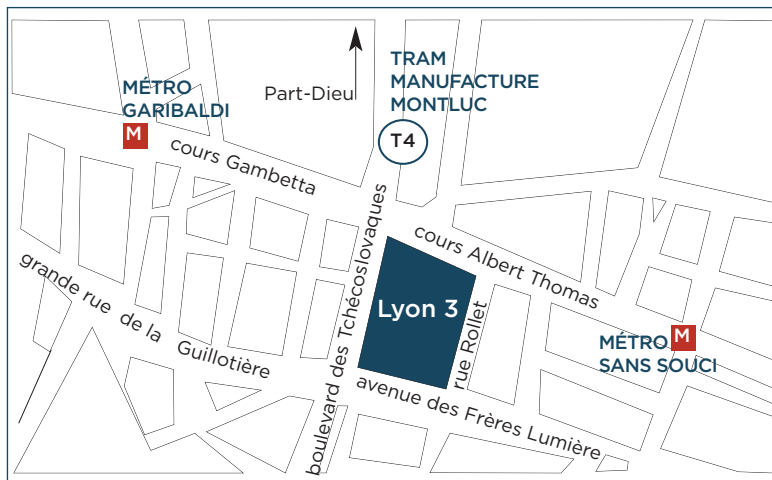 TRAM
MANUFACTURE
MONTLUC
T4
Part-Dieu
MÉTRO
GARIBALDI
M
cours Gambetta
boulevard des Tchécoslovaques
cours Albert Thomas
grande rue de la Guillotière
Lyon 3
rue Rollet
M
MÉTRO
SANS SOUCI
avenue des Frères Lumière